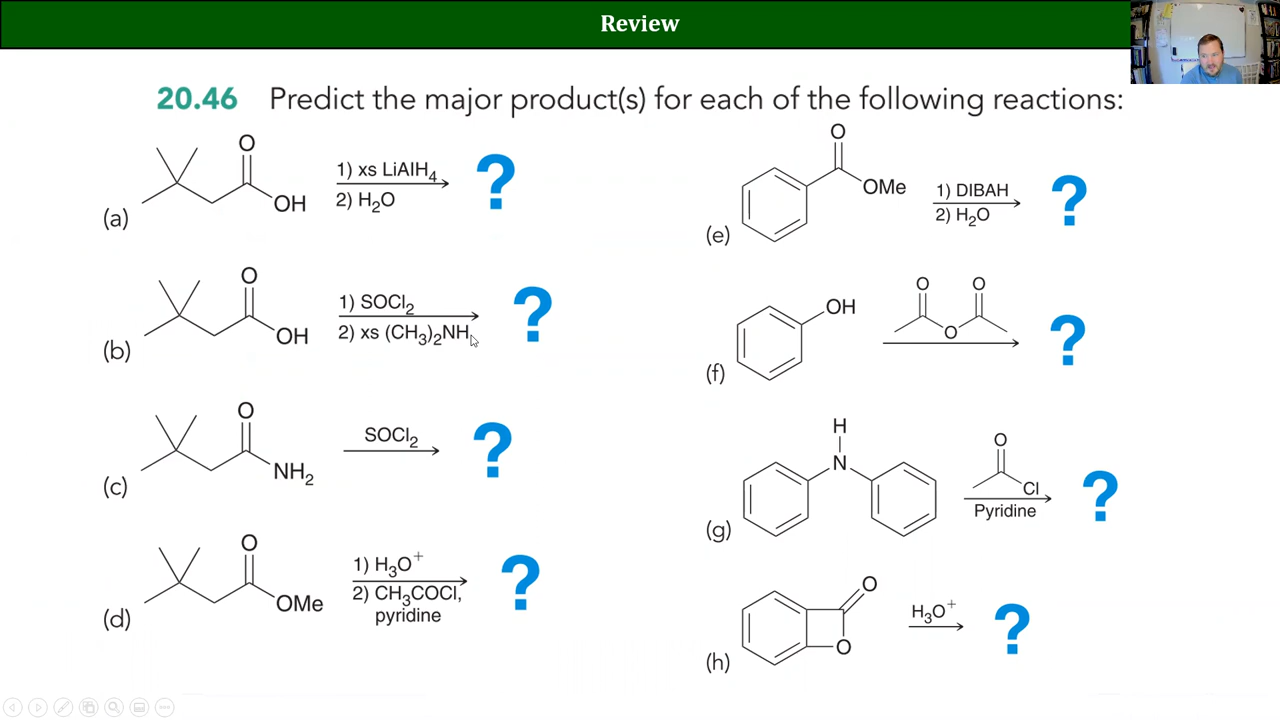 Review
20.46 Predict the major product(s) for each of the following reactions:
(a)
O
OH
1) xs LiAlH₄
2) H₂O
?
(b)
O
OH
1) SOCl₂
2) xs (CH₃)₂NH
?
(c)
O
NH₂
SOCl₂
?
(d)
O
OMe
1) H₃O⁺
2) CH₃COCl,
pyridine
?
(e)
O
OMe
1) DIBAH
2) H₂O
?
(f)
OH
O O
O
?
(g)
H
N
O
Cl
Pyridine
?
(h)
O
O
H₃O⁺
?